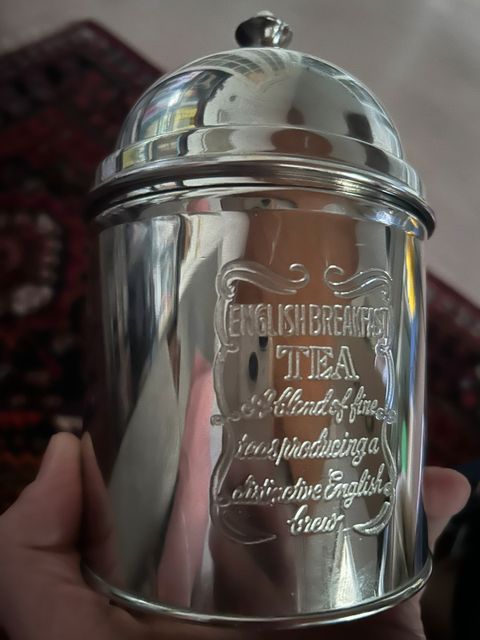 ENGLISH BREAKFAST
TEA
A blend of fine
teas producing a
distinctive English
brew